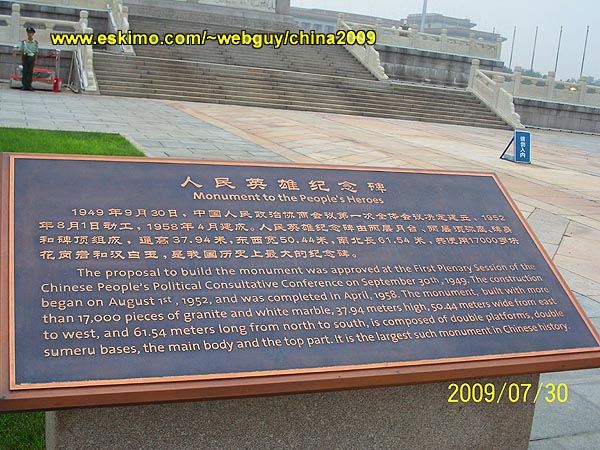 www.eskimo.com/~webguy/china2009
请勿入内
人民英雄纪念碑
Monument to the People's Heroes
1949年9月30日，中国人民政治协商会议第一次全体会议决定建立，1952
年8月1日动工，1958年4月建成。人民英雄纪念碑由两层月台、两层须弥座、碑身
和碑顶组成，通高37.94米，东西宽50.44米，南北长61.54米，共使用17000多块
花岗岩和汉白玉，是我国历史上最大的纪念碑。
The proposal to build the monument was approved at the First Plenary Session of the
Chinese People's Political Consultative Conference on September 30th, 1949. The construction
began on August 1st, 1952, and was completed in April, 1958. The monument, built with more
than 17,000 pieces of granite and white marble, 37.94 meters high, 50.44 meters wide from east
to west, and 61.54 meters long from north to south, is composed of double platforms, double
sumeru bases, the main body and the top part. It is the largest such monument in Chinese history.
2009/07/30